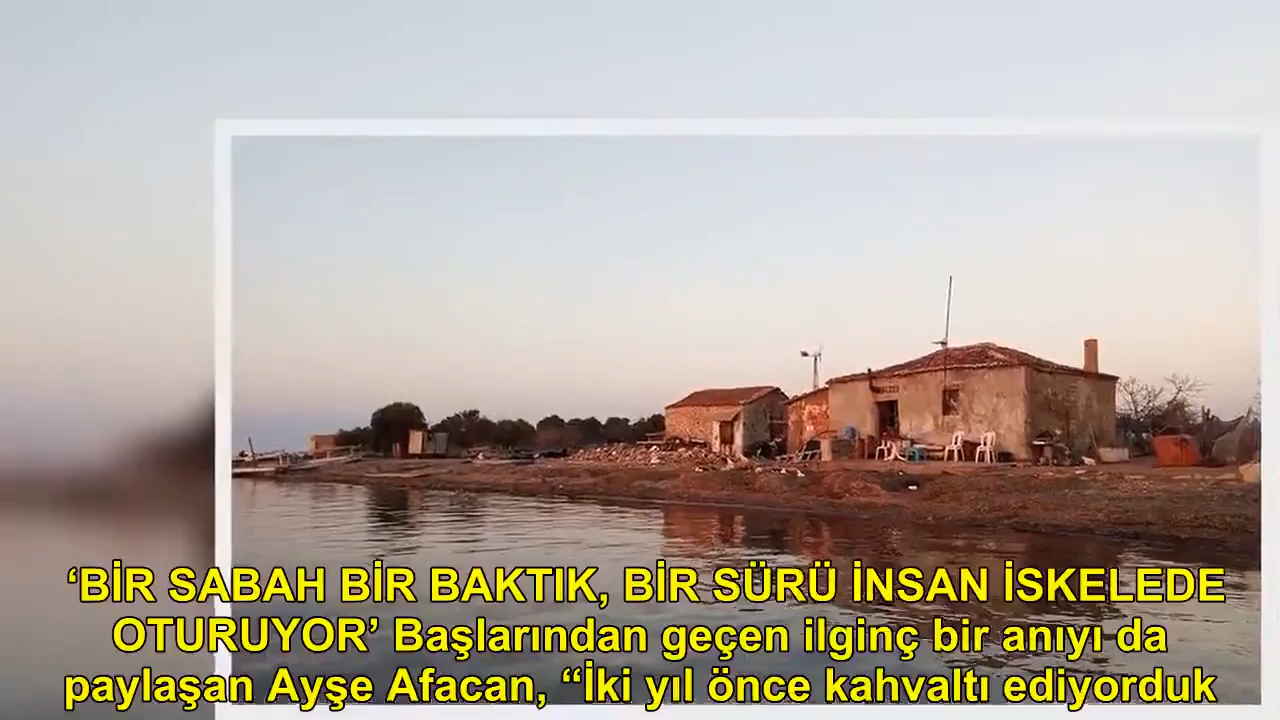 ‘BİR SABAH BİR BAKTIK, BİR SÜRÜ İNSAN İSKELEDE
OTURUYOR’ Başlarından geçen ilginç bir anıyı da
paylaşan Ayşe Afacan, “İki yıl önce kahvaltı ediyorduk